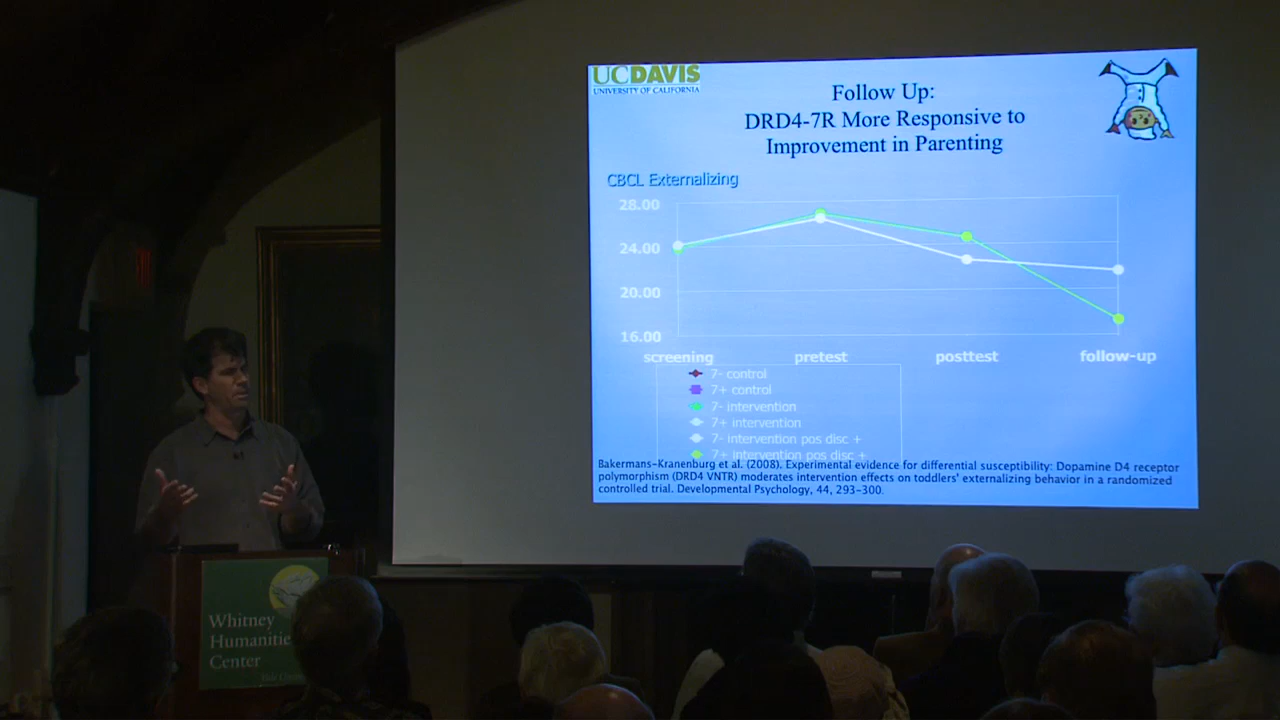 UCDAVIS
UNIVERSITY OF CALIFORNIA
Follow Up:
DRD4-7R More Responsive to
Improvement in Parenting
CBCL Externalizing
28.00
24.00
20.00
16.00
screening pretest posttest follow-up
7- control
7+ control
7- intervention
7+ intervention
7- intervention pos disc +
7+ intervention pos disc +
Bakermans-Kranenburg et al. (2008). Experimental evidence for differential susceptibility: Dopamine D4 receptor
polymorphism (DRD4 VNTR) moderates intervention effects on toddlers' externalizing behavior in a randomized
controlled trial. Developmental Psychology, 44, 293-300.
Whitney
Humanitie
Center
Yale